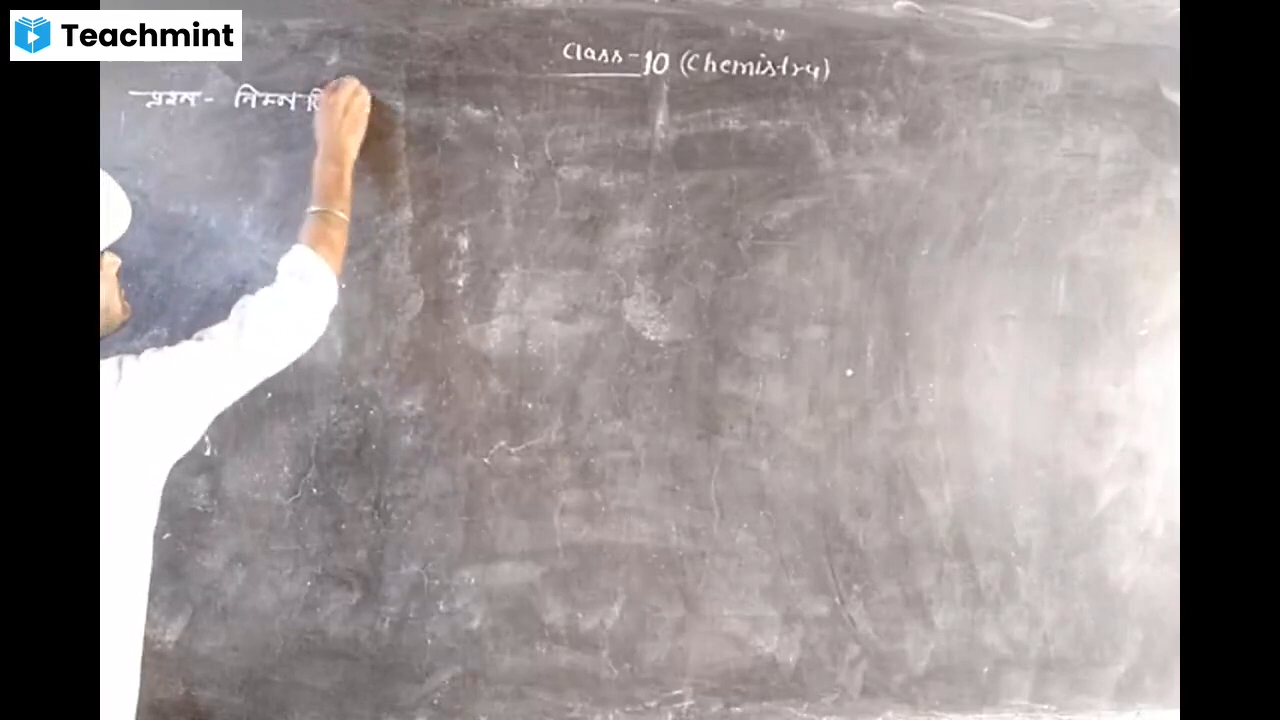 Teachmint
Class-10 (Chemistry)
प्रश्न- निम्न